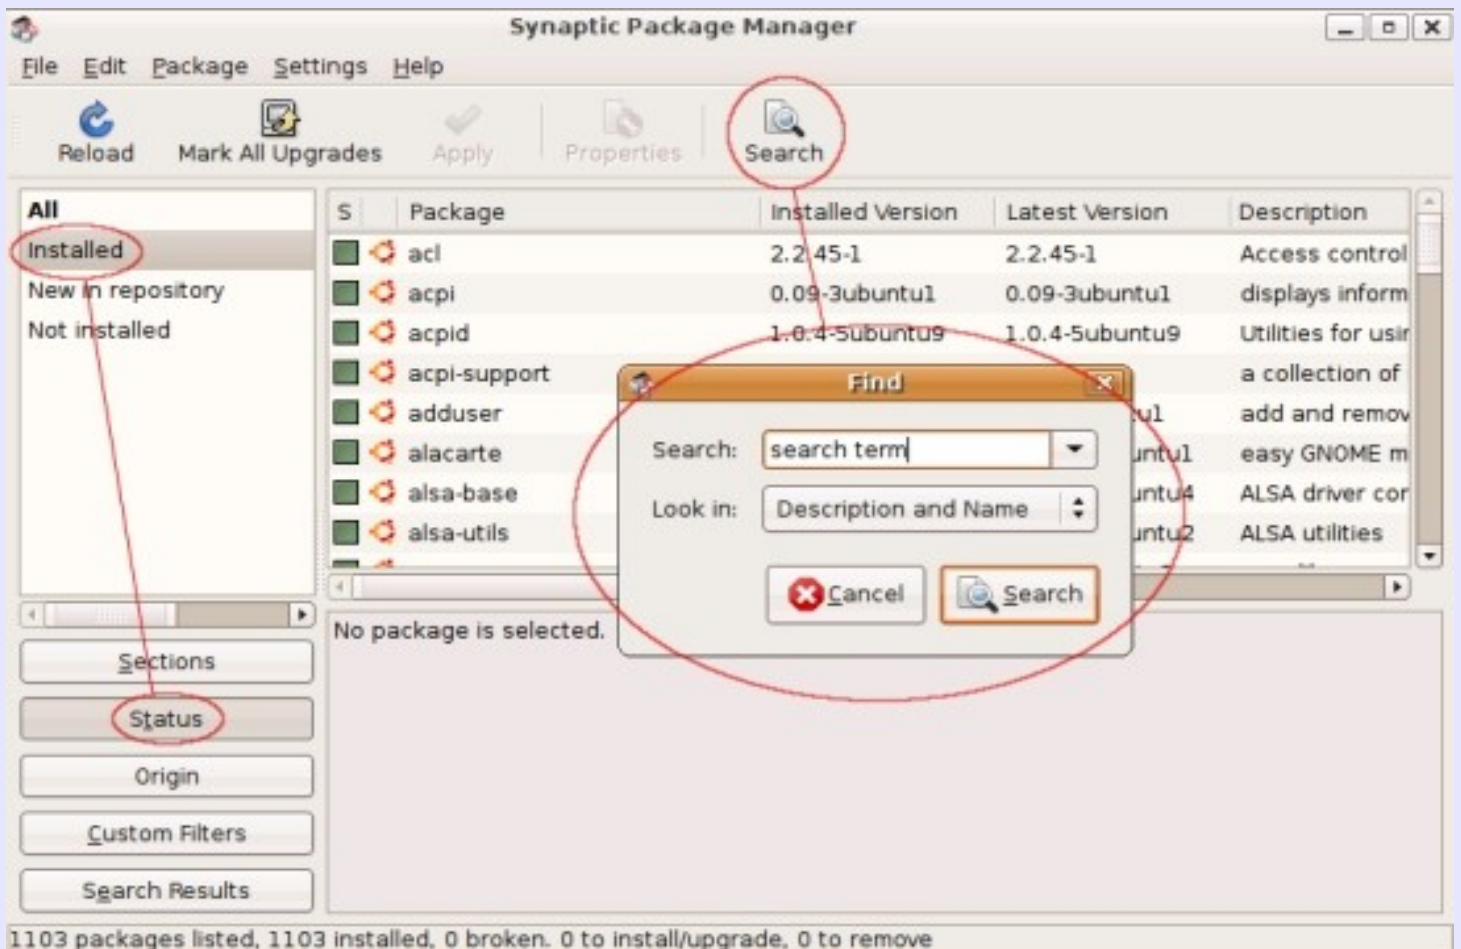 Synaptic Package Manager
File Edit Package Settings Help
Reload Mark All Upgrades Apply Properties Search
All
Installed
New in repository
Not installed
S Package Installed Version Latest Version Description
acl 2.2.45-1 2.2.45-1 Access control
acpi 0.09-3ubuntu1 0.09-3ubuntu1 displays inform
acpid 1.0.4-5ubuntu9 1.0.4-5ubuntu9 Utilities for usin
acpi-support a collection of
adduser tu1 add and remov
alacarte untu1 easy GNOME m
alsa-base untu4 ALSA driver cor
alsa-utils untu2 ALSA utilities
Find
Search: search term
Look in: Description and Name
Cancel Search
No package is selected.
Sections
Status
Origin
Custom Filters
Search Results
1103 packages listed, 1103 installed, 0 broken. 0 to install/upgrade, 0 to remove